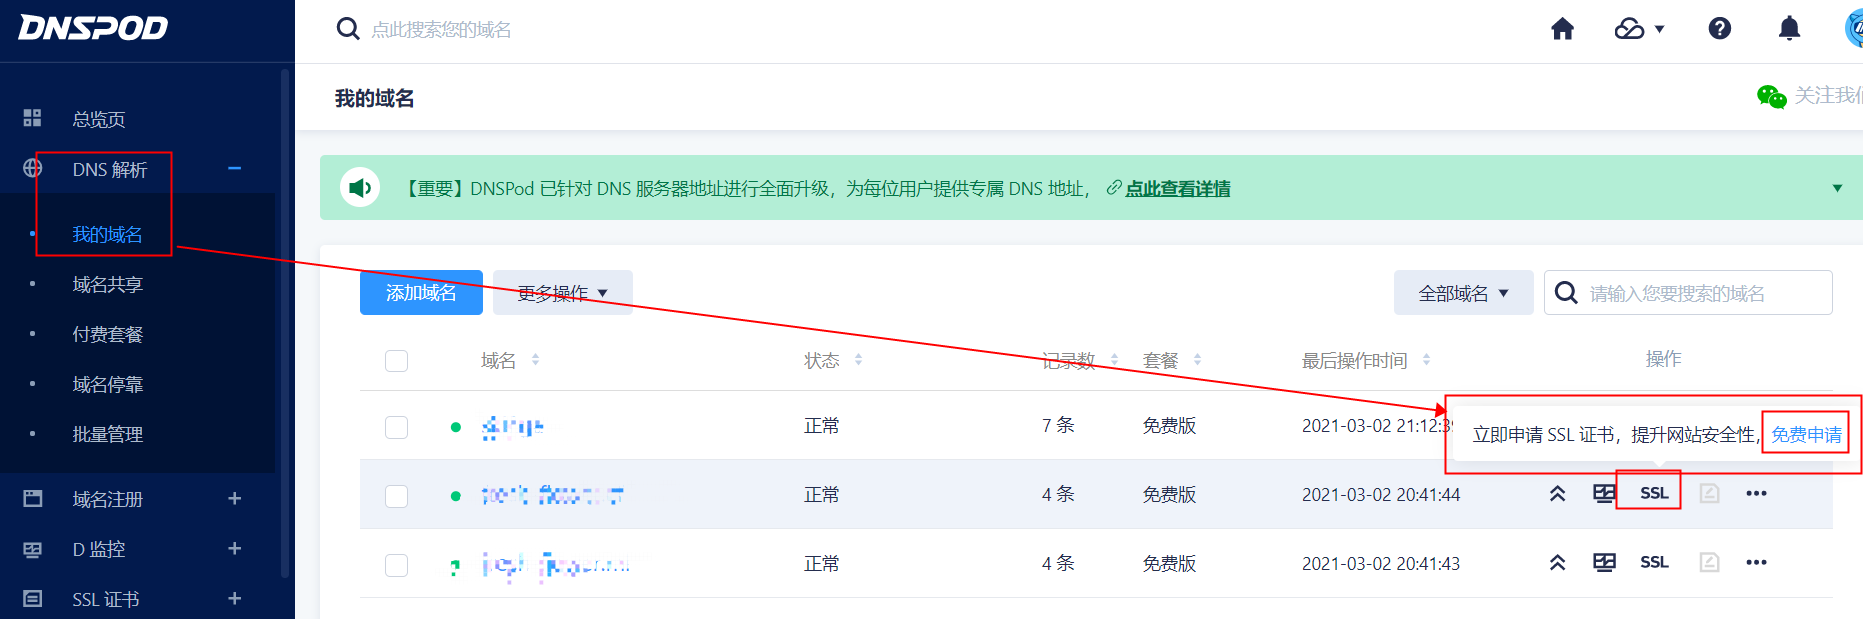 DNSPOD
点此搜索您的域名
我的域名
关注我们
总览页
DNS 解析
我的域名
域名共享
付费套餐
域名停靠
批量管理
域名注册
D 监控
SSL 证书
【重要】DNSPod 已针对 DNS 服务器地址进行全面升级，为每位用户提供专属 DNS 地址， 点此查看详情
添加域名 更多操作 全部域名 请输入您要搜索的域名
域名 状态 记录数 套餐 最后操作时间 操作
正常 7 条 免费版 2021-03-02 21:12:39
立即申请 SSL 证书，提升网站安全性，免费申请
正常 4 条 免费版 2021-03-02 20:41:44 SSL
正常 4 条 免费版 2021-03-02 20:41:43 SSL